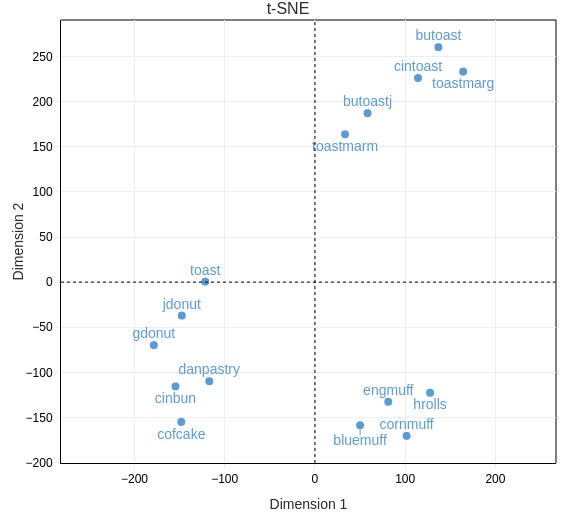 t-SNE
butoast
cintoast
toastmarg
butoastj
toastmarm
toast
jdonut
gdonut
danpastry
cinbun
cofcake
engmuff
hrolls
cornmuff
bluemuff
250
200
150
100
50
0
−50
−100
−150
−200
Dimension 2
−200 −100 0 100 200
Dimension 1